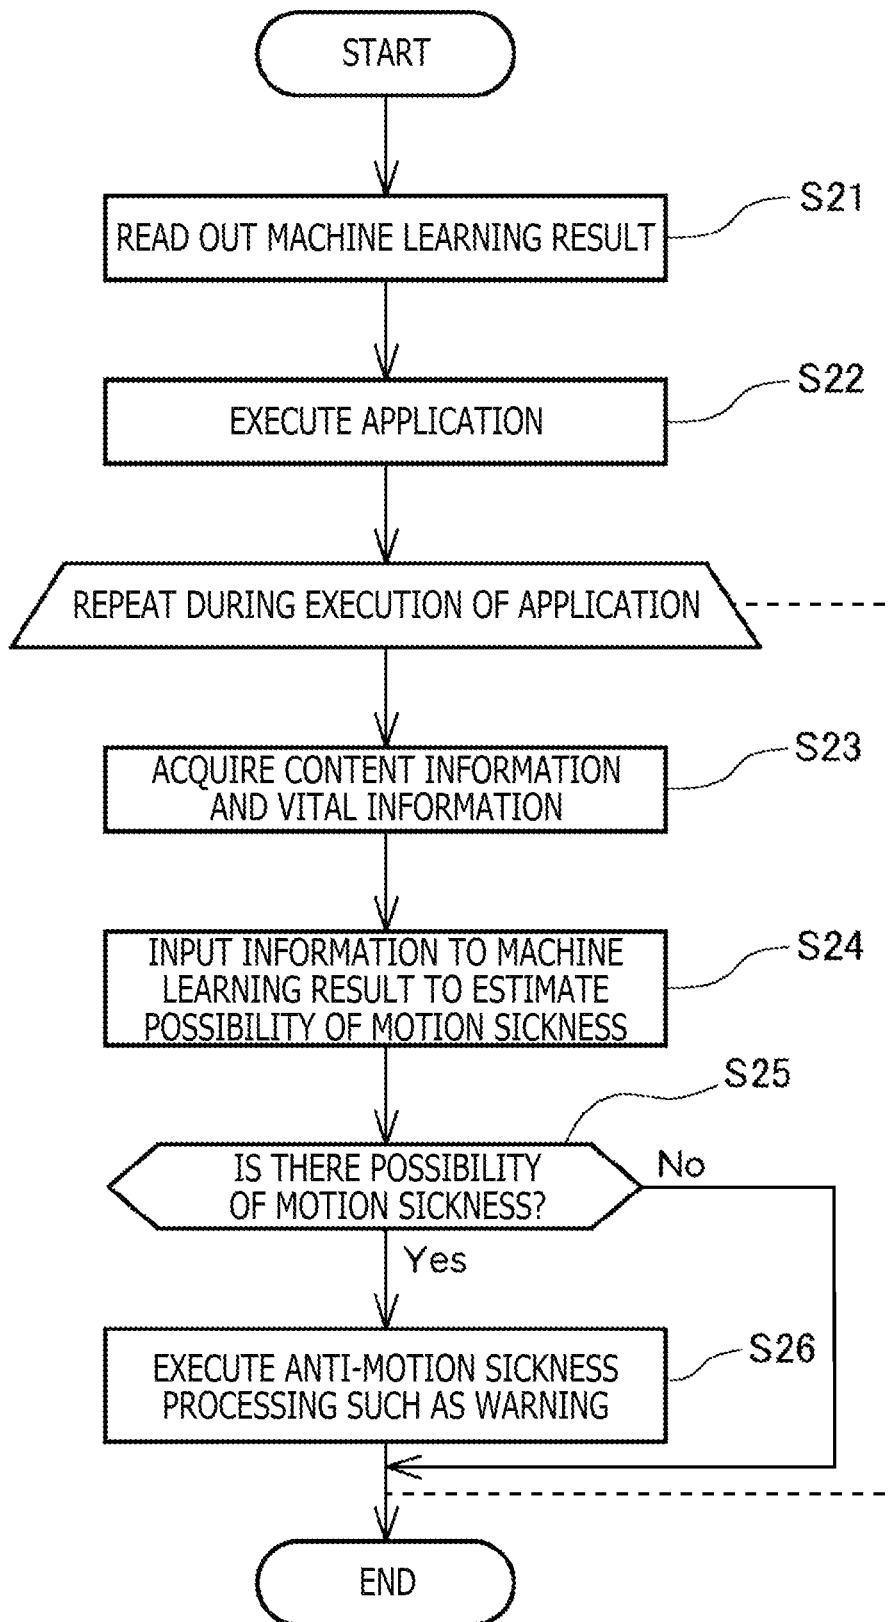 START
S21
READ OUT MACHINE LEARNING RESULT
S22
EXECUTE APPLICATION
REPEAT DURING EXECUTION OF APPLICATION
S23
ACQUIRE CONTENT INFORMATION
AND VITAL INFORMATION
S24
INPUT INFORMATION TO MACHINE
LEARNING RESULT TO ESTIMATE
POSSIBILITY OF MOTION SICKNESS
S25
IS THERE POSSIBILITY
OF MOTION SICKNESS?
No
Yes
S26
EXECUTE ANTI-MOTION SICKNESS
PROCESSING SUCH AS WARNING
END